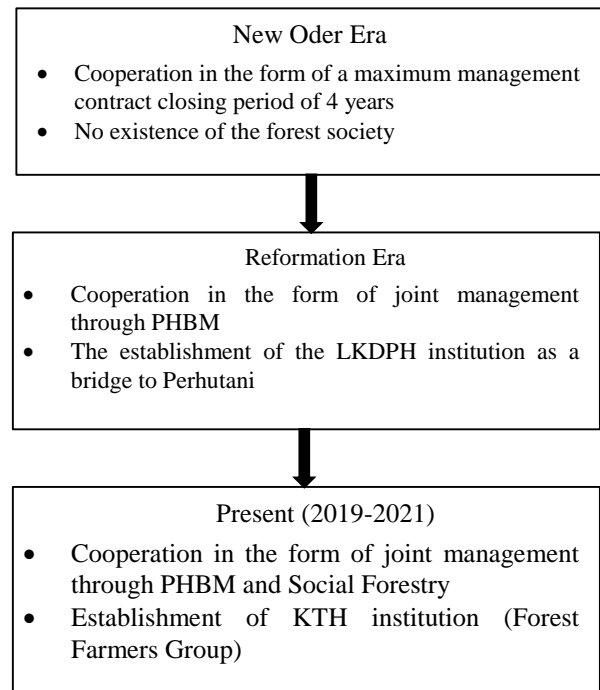 New Oder Era
• Cooperation in the form of a maximum management
contract closing period of 4 years
• No existence of the forest society
Reformation Era
• Cooperation in the form of joint management
through PHBM
• The establishment of the LKDPH institution as a
bridge to Perhutani
Present (2019-2021)
• Cooperation in the form of joint management
through PHBM and Social Forestry
• Establishment of KTH institution (Forest
Farmers Group)